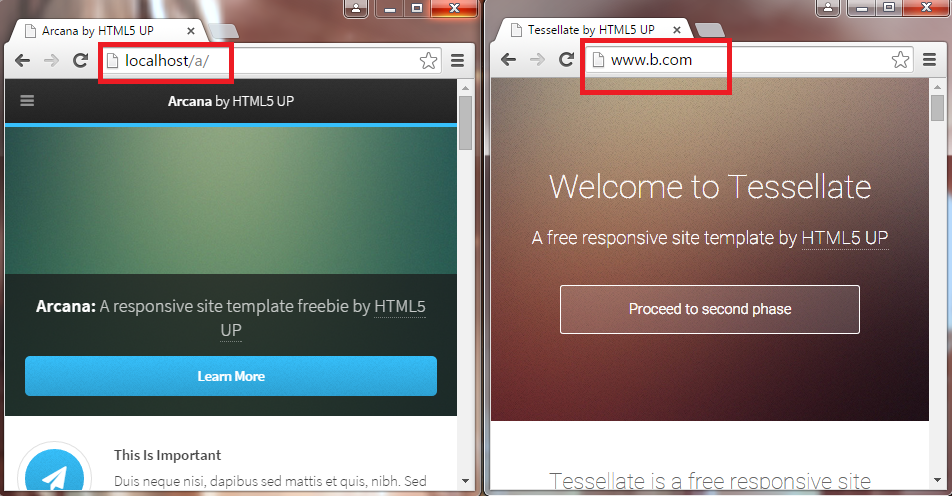 Arcana by HTML5 UP
localhost/a/
Arcana by HTML5 UP
Arcana: A responsive site template freebie by HTML5
UP
Learn More
This Is Important
Duis neque nisi, dapibus sed mattis et quis, nibh. Sed
Tessellate by HTML5 UP
www.b.com
Welcome to Tessellate
A free responsive site template by HTML5 UP
Proceed to second phase
Tessellate is a free responsive site